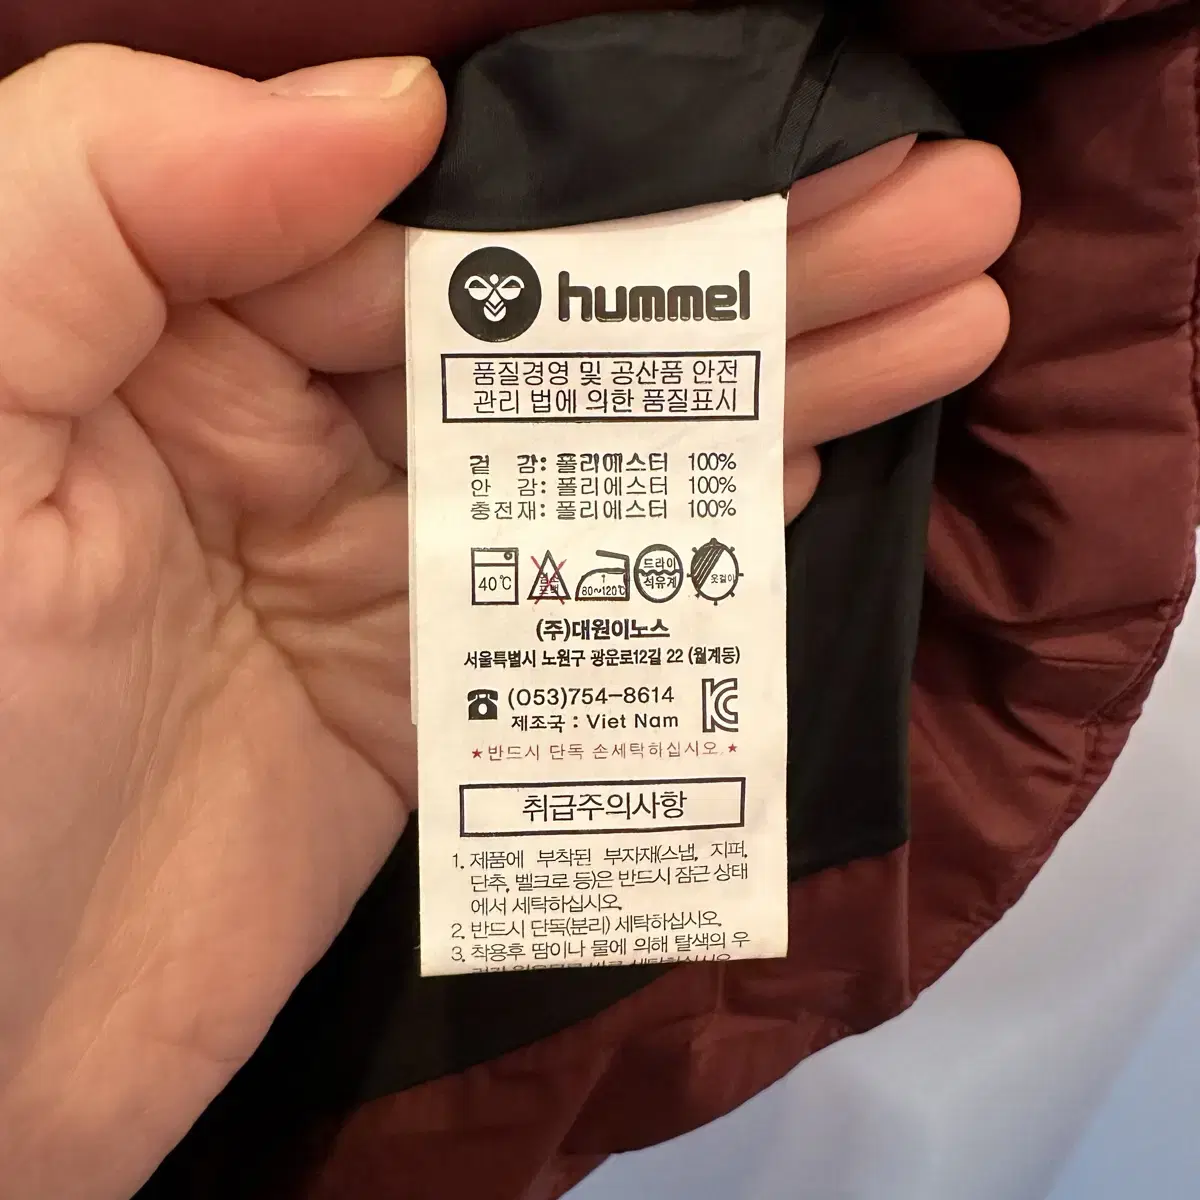 hummel
품질경영 및 공산품 안전
관리 법에 의한 품질표시
겉 감: 폴리에스터 100%
안 감: 폴리에스터 100%
충전재: 폴리에스터 100%
40℃
80~120℃
드라이
석유계
옷걸이
(주)대원이노스
서울특별시 노원구 광운로12길 22 (월계동)
(053)754-8614
제조국 : Viet Nam
★반드시 단독 손세탁하십시오.★
취급주의사항
1. 제품에 부착된 부자재(스냅, 지퍼,
단추, 벨크로 등)은 반드시 잠근 상태
에서 세탁하십시오.
2. 반드시 단독(분리) 세탁하십시오.
3. 착용후 땀이나 물에 의해 탈색의 우